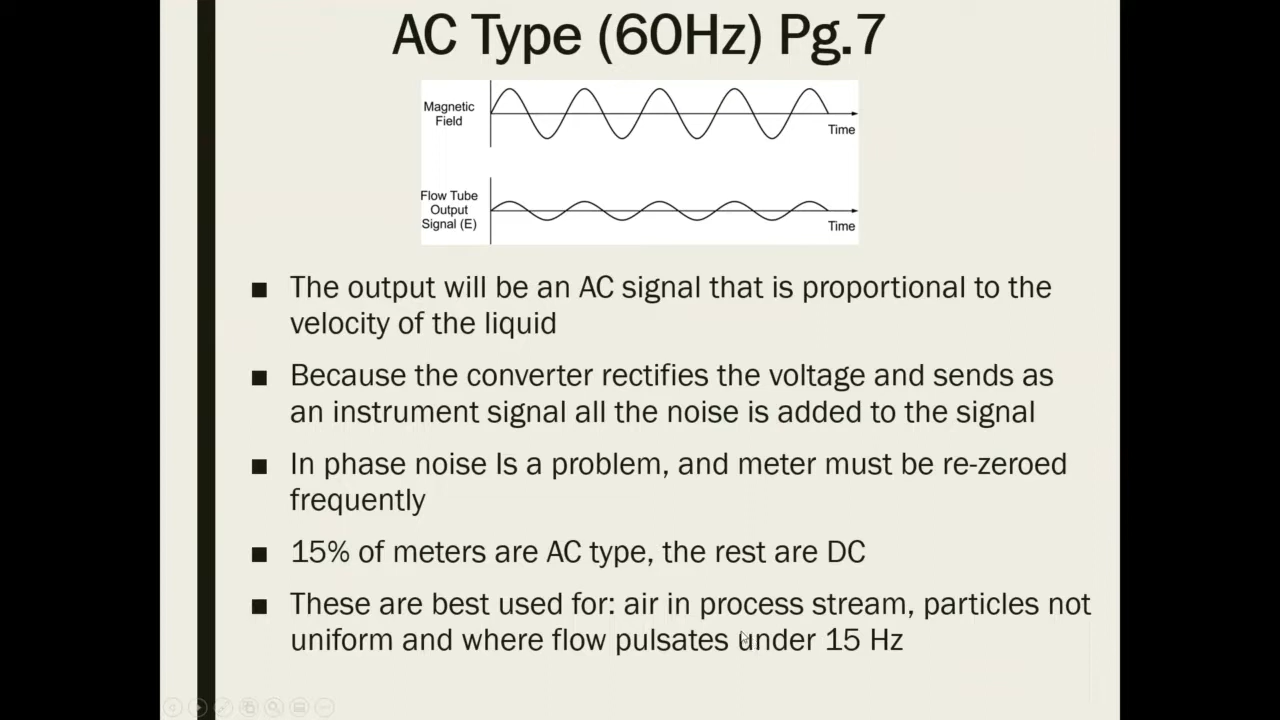 AC Type (60Hz) Pg.7
Magnetic
Field
Time
Flow Tube
Output
Signal (E)
Time
■ The output will be an AC signal that is proportional to the
velocity of the liquid
■ Because the converter rectifies the voltage and sends as
an instrument signal all the noise is added to the signal
■ In phase noise Is a problem, and meter must be re-zeroed
frequently
■ 15% of meters are AC type, the rest are DC
■ These are best used for: air in process stream, particles not
uniform and where flow pulsates under 15 Hz